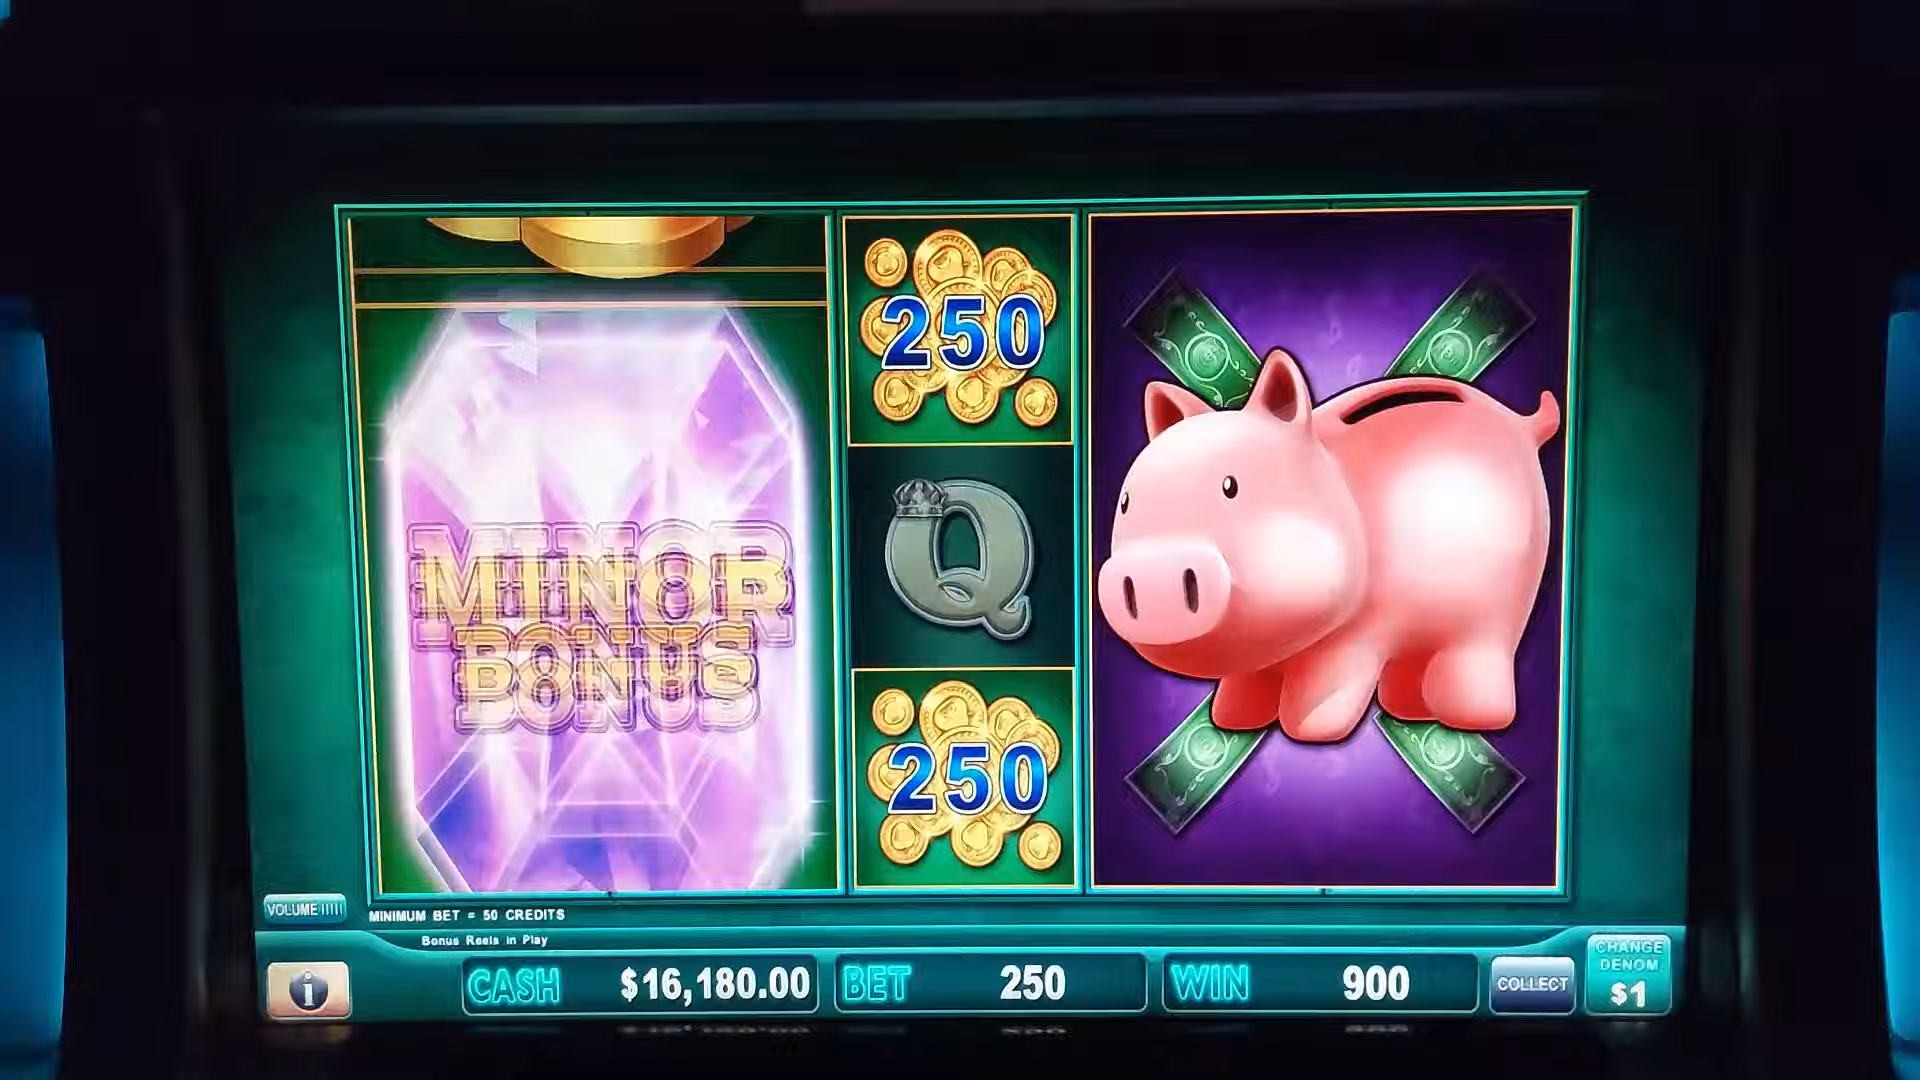 250
Q
MINOR
BONUS
250
VOLUME
MINIMUM BET = 50 CREDITS
Bonus Reels in Play
i
CASH $16,180.00
BET 250
WIN 900
COLLECT
CHANGE
DENOM
$1